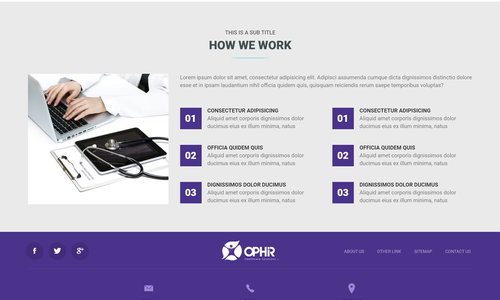 THIS IS A SUB TITLE
HOW WE WORK
Lorem ipsum dolor sit amet, consectetur adipisicing elit. Adipisci assumenda cumque dicta dignissimos distinctio dolore
esse et in ipsum laudantium nihil officia quidem quis, quisquam reiciendis rerum saepe temporibus voluptas?
01
CONSECTETUR ADIPISICING
Aliquid amet corporis dignissimos dolor
ducimus eius ex illum minima, natus
01
CONSECTETUR ADIPISICING
Aliquid amet corporis dignissimos dolor
ducimus eius ex illum minima, natus
02
OFFICIA QUIDEM QUIS
Aliquid amet corporis dignissimos dolor
ducimus eius ex illum minima, natus
02
OFFICIA QUIDEM QUIS
Aliquid amet corporis dignissimos dolor
ducimus eius ex illum minima, natus
03
DIGNISSIMOS DOLOR DUCIMUS
Aliquid amet corporis dignissimos dolor
ducimus eius ex illum minima, natus
03
DIGNISSIMOS DOLOR DUCIMUS
Aliquid amet corporis dignissimos dolor
ducimus eius ex illum minima, natus
OPHR
ABOUT US
OTHER LINK
SITEMAP
CONTACT US